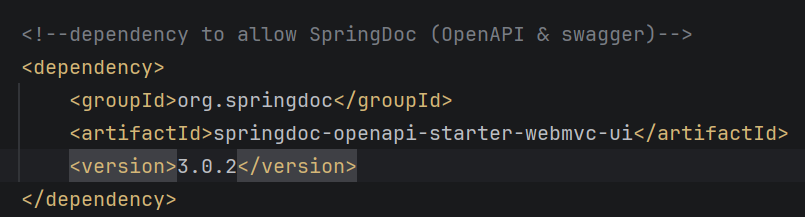 <!--dependency to allow SpringDoc (OpenAPI & swagger)-->
<dependency>
<groupId>org.springdoc</groupId>
<artifactId>springdoc-openapi-starter-webmvc-ui</artifactId>
<version>3.0.2</version>
</dependency>